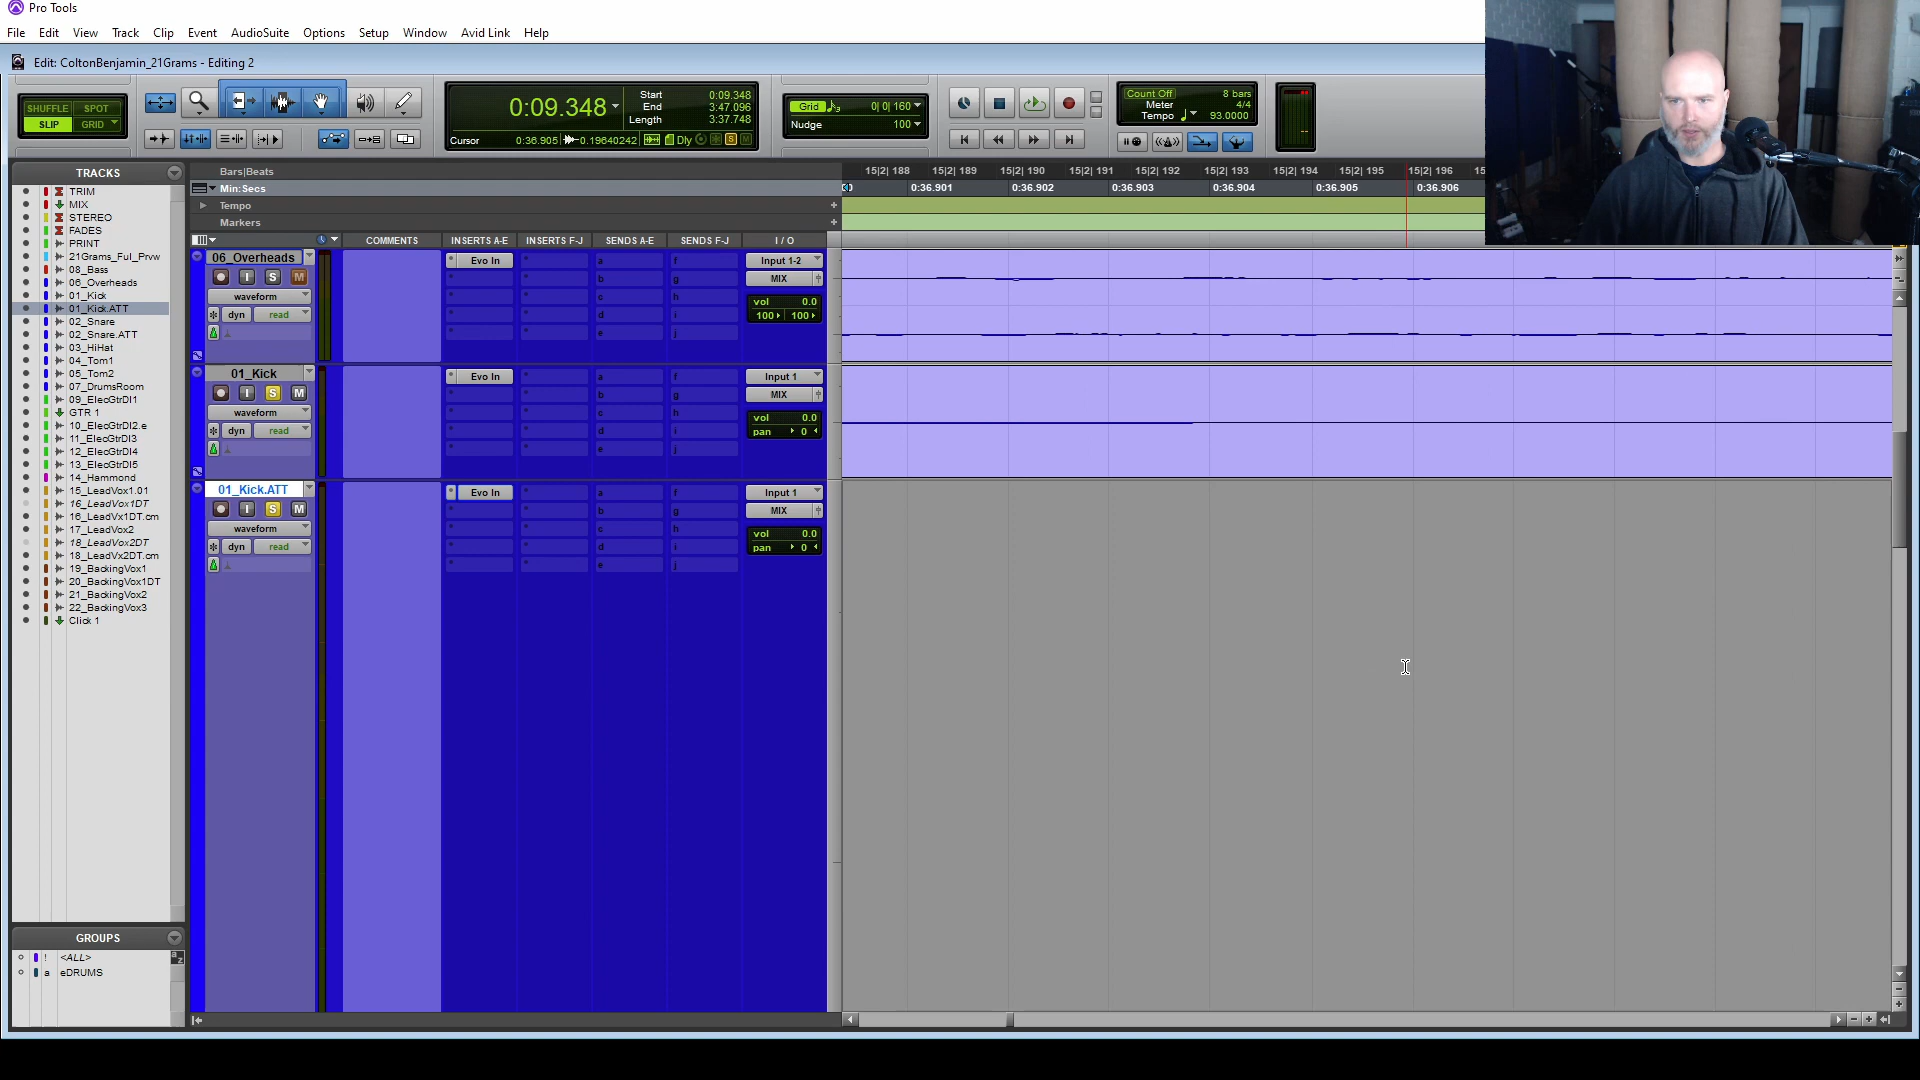 Pro Tools
File Edit View Track Clip Event AudioSuite Options Setup Window Avid Link Help
Edit: ColtonBenjamin_21Grams - Editing 2
SHUFFLE SPOT
SLIP GRID
0:09.348
Start 0:09.348
End 3:47.096
Length 3:37.748
Cursor 0:36.905 -0.19640242 Dly S M
Grid 0| 0| 160
Nudge 100
Count Off 8 bars
Meter 4/4
Tempo 93.0000
TRACKS
TRIM
MIX
STEREO
FADES
PRINT
21Grams_Ful_Prvw
08_Bass
06_Overheads
01_Kick
01_Kick.ATT
02_Snare
02_Snare.ATT
03_HiHat
04_Tom1
05_Tom2
07_DrumsRoom
09_ElecGtrDI1
GTR 1
10_ElecGtrDI2.e
11_ElecGtrDI3
12_ElecGtrDI4
13_ElecGtrDI5
14_Hammond
15_LeadVox1.01
16_LeadVox1DT
16_LeadVx1DT.cm
17_LeadVox2
18_LeadVox2DT
18_LeadVx2DT.cm
19_BackingVox1
20_BackingVox1DT
21_BackingVox2
22_BackingVox3
Click 1
GROUPS
! <ALL>
a eDRUMS
Bars|Beats 15|2| 188 15|2| 189 15|2| 190 15|2| 191 15|2| 192 15|2| 193 15|2| 194 15|2| 195 15|2| 196 15
Min:Secs 0:36.901 0:36.902 0:36.903 0:36.904 0:36.905 0:36.906
Tempo
Markers
COMMENTS INSERTS A-E INSERTS F-J SENDS A-E SENDS F-J I / O
06_Overheads Evo In a f Input 1-2
I S M b g MIX
waveform c h vol 0.0
dyn read d i 100 100
e j
01_Kick Evo In a f Input 1
I S M b g MIX
waveform c h vol 0.0
dyn read d i pan 0
e j
01_Kick.ATT Evo In a f Input 1
I S M b g MIX
waveform c h vol 0.0
dyn read d i pan 0
e j